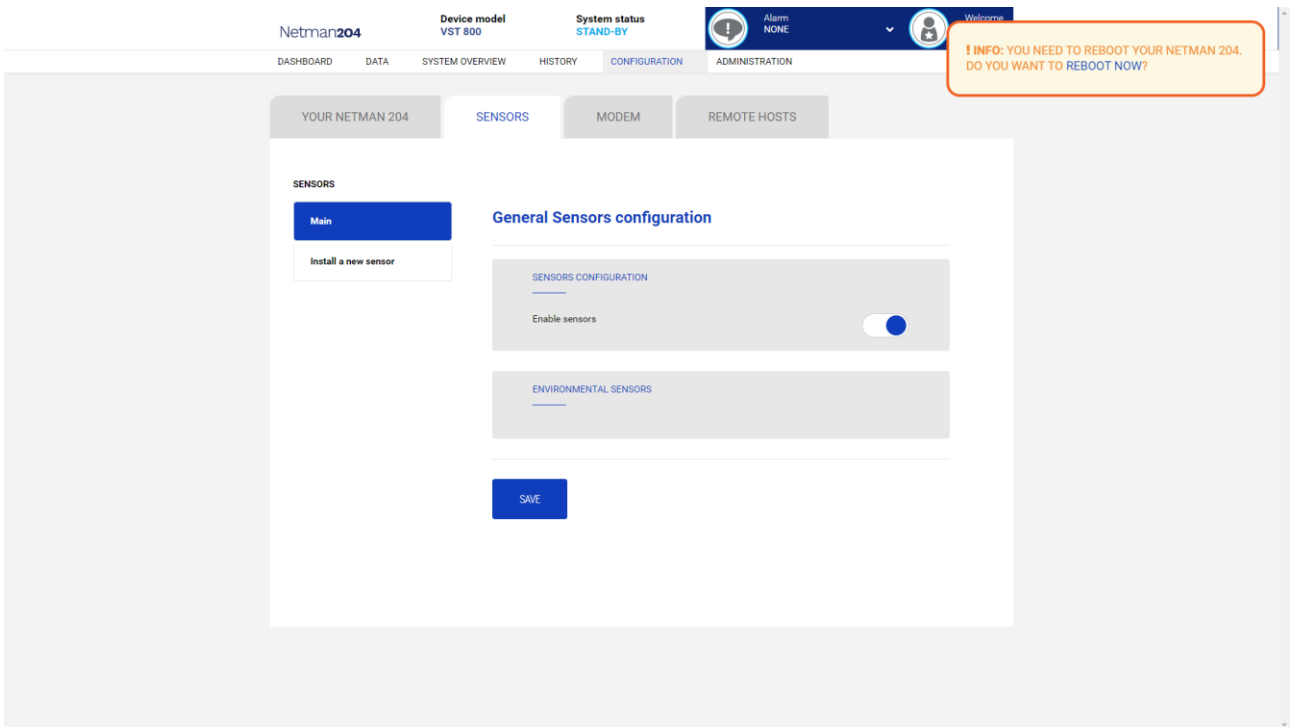 Netman204
Device model
VST 800
System status
STAND-BY
Alarm
NONE
Welcome
! INFO: YOU NEED TO REBOOT YOUR NETMAN 204.
DO YOU WANT TO REBOOT NOW?
DASHBOARD DATA SYSTEM OVERVIEW HISTORY CONFIGURATION ADMINISTRATION
YOUR NETMAN 204 SENSORS MODEM REMOTE HOSTS
SENSORS
Main
Install a new sensor
General Sensors configuration
SENSORS CONFIGURATION
Enable sensors
ENVIRONMENTAL SENSORS
SAVE